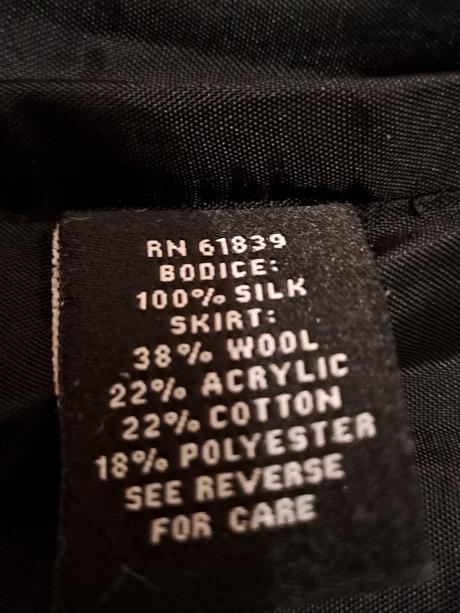 RN 61839
BODICE:
100% SILK
SKIRT:
38% WOOL
22% ACRYLIC
22% COTTON
18% POLYESTER
SEE REVERSE
FOR CARE